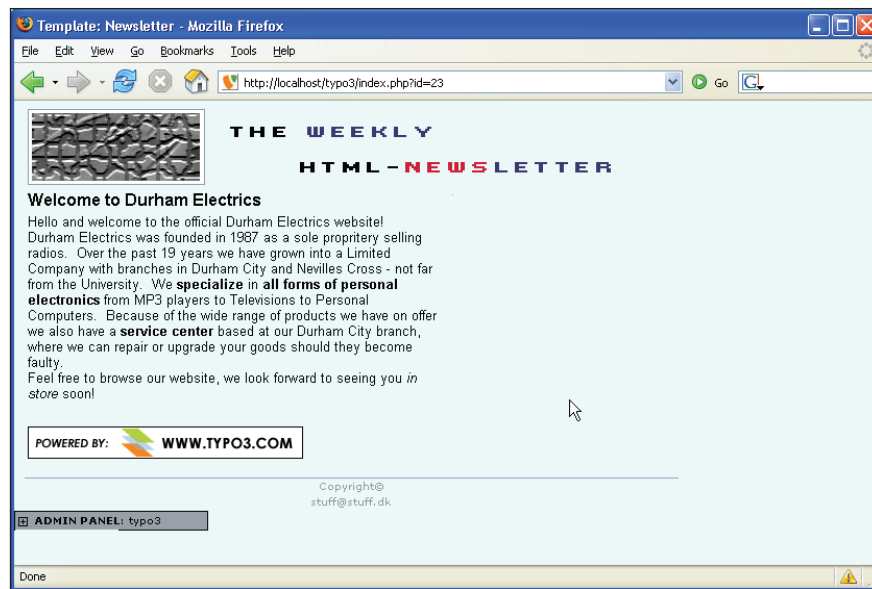 Template: Newsletter - Mozilla Firefox
File Edit View Go Bookmarks Tools Help
http://localhost/typo3/index.php?id=23 Go G
THE WEEKLY
HTML-NEWSLETTER
Welcome to Durham Electrics
Hello and welcome to the official Durham Electrics website!
Durham Electrics was founded in 1987 as a sole propritery selling
radios. Over the past 19 years we have grown into a Limited
Company with branches in Durham City and Nevilles Cross - not far
from the University. We specialize in all forms of personal
electronics from MP3 players to Televisions to Personal
Computers. Because of the wide range of products we have on offer
we also have a service center based at our Durham City branch,
where we can repair or upgrade your goods should they become
faulty.
Feel free to browse our website, we look forward to seeing you in
store soon!
POWERED BY: WWW.TYPO3.COM
Copyright©
stuff@stuff.dk
ADMIN PANEL: typo3
Done